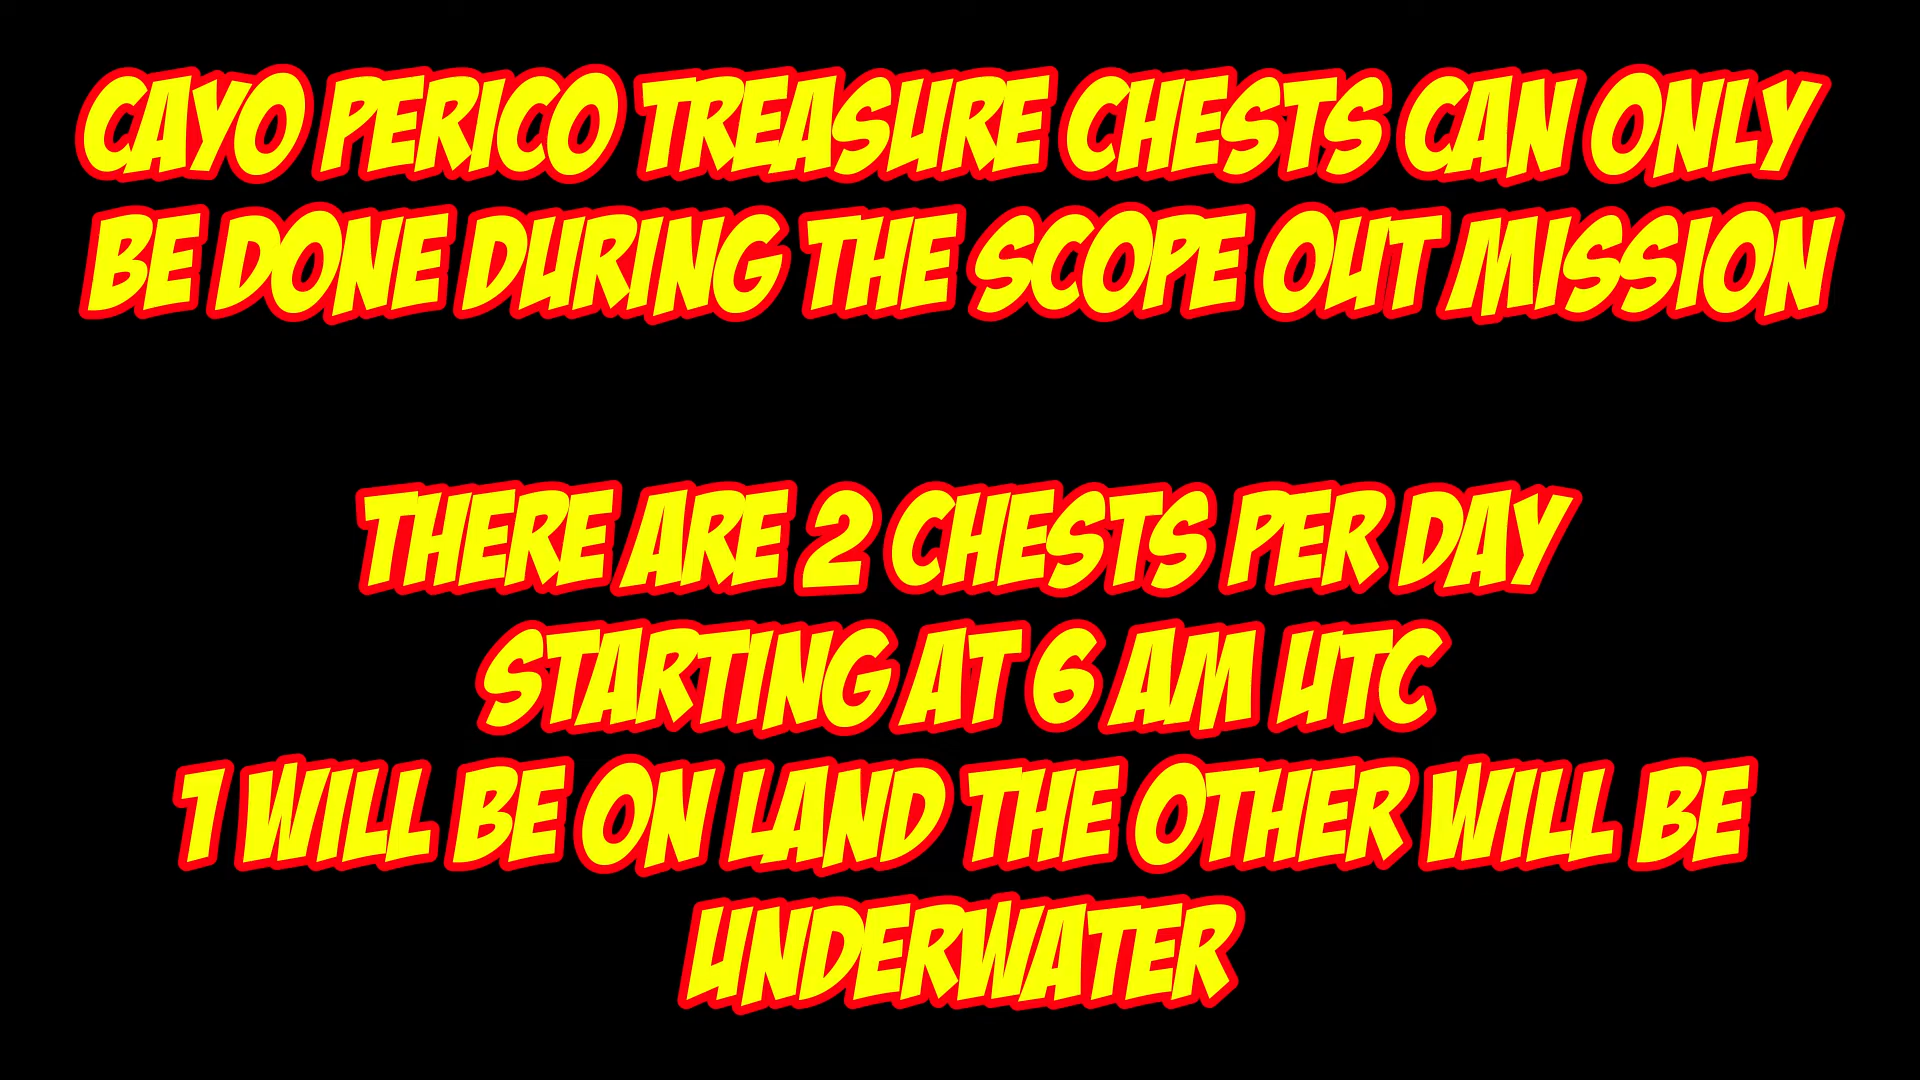 CAYO PERICO TREASURE CHESTS CAN ONLY
BE DONE DURING THE SCOPE OUT MISSION
THERE ARE 2 CHESTS PER DAY
STARTING AT 6 AM UTC
1 WILL BE ON LAND THE OTHER WILL BE
UNDERWATER